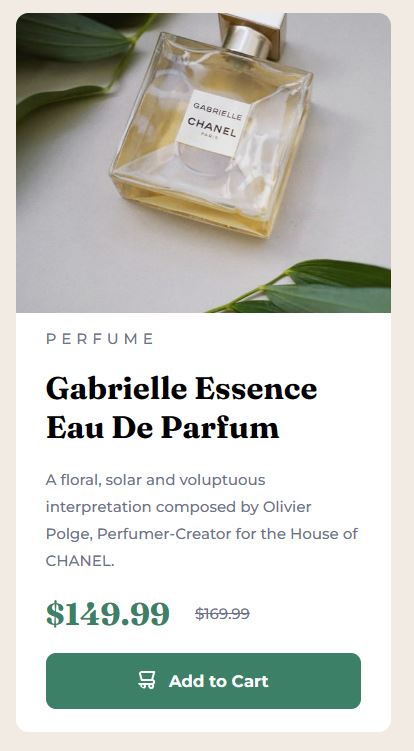 GABRIELLE
CHANEL
PARIS
PERFUME
Gabrielle Essence
Eau De Parfum
A floral, solar and voluptuous
interpretation composed by Olivier
Polge, Perfumer-Creator for the House of
CHANEL.
$149.99 $169.99
Add to Cart